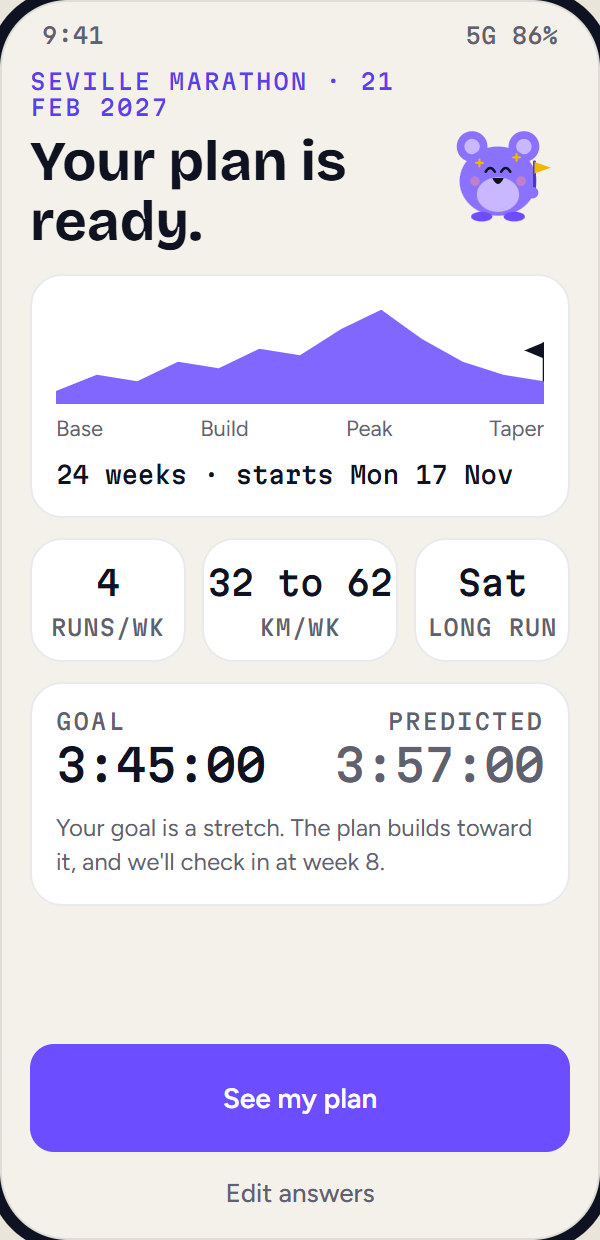 9:41 5G 86%
SEVILLE MARATHON · 21
FEB 2027
Your plan is
ready.
Base Build Peak Taper
24 weeks · starts Mon 17 Nov
4 32 to 62 Sat
RUNS/WK KM/WK LONG RUN
GOAL PREDICTED
3:45:00 3:57:00
Your goal is a stretch. The plan builds toward
it, and we'll check in at week 8.
See my plan
Edit answers